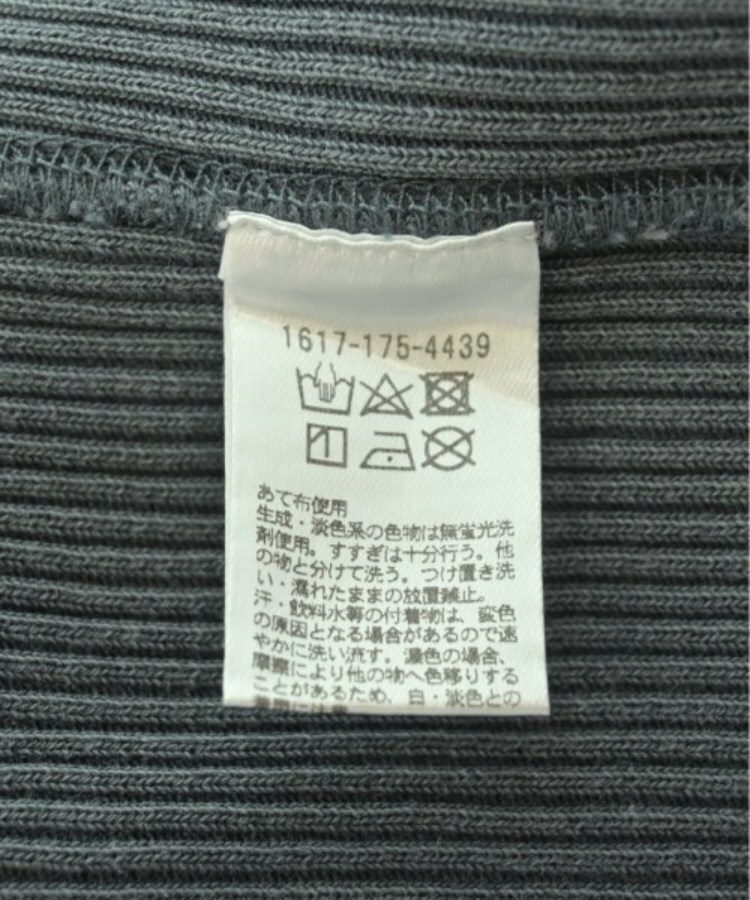 1617-175-4439
あて布使用
生成・淡色系の色物は無蛍光洗
剤使用。すすぎは十分行う。他
の物と分けて洗う。つけ置き洗
い・濡れたままの放置禁止。
汗・飲料水等の付着物は、変色
の原因となる場合があるので速
やかに洗い流す。濃色の場合、
摩擦により他の物へ色移りする
ことがあるため、白・淡色との